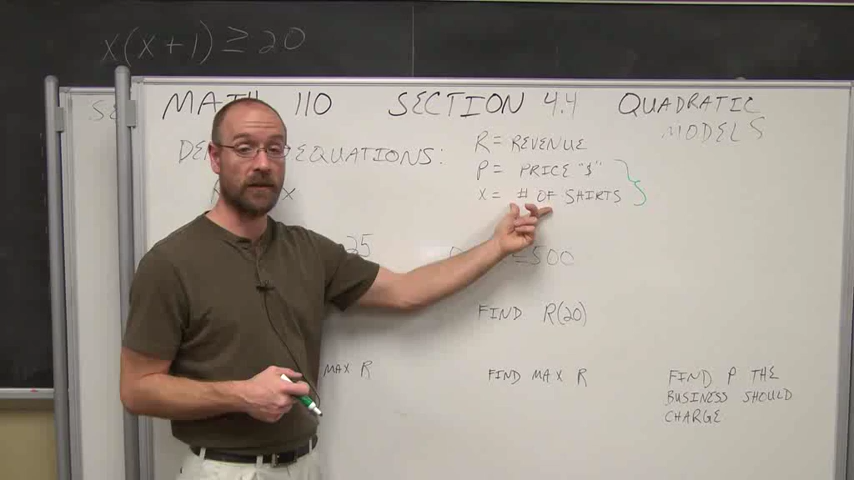 x(x+1) ≥ 20
MATH 110 SECTION 4.4 QUADRATIC MODELS
EQUATIONS:
R = REVENUE
P = PRICE "$"
X = # OF SHIRTS
X
25
≤500
FIND R(20)
MAX R
FIND MAX R
FIND P THE
BUSINESS SHOULD
CHARGE